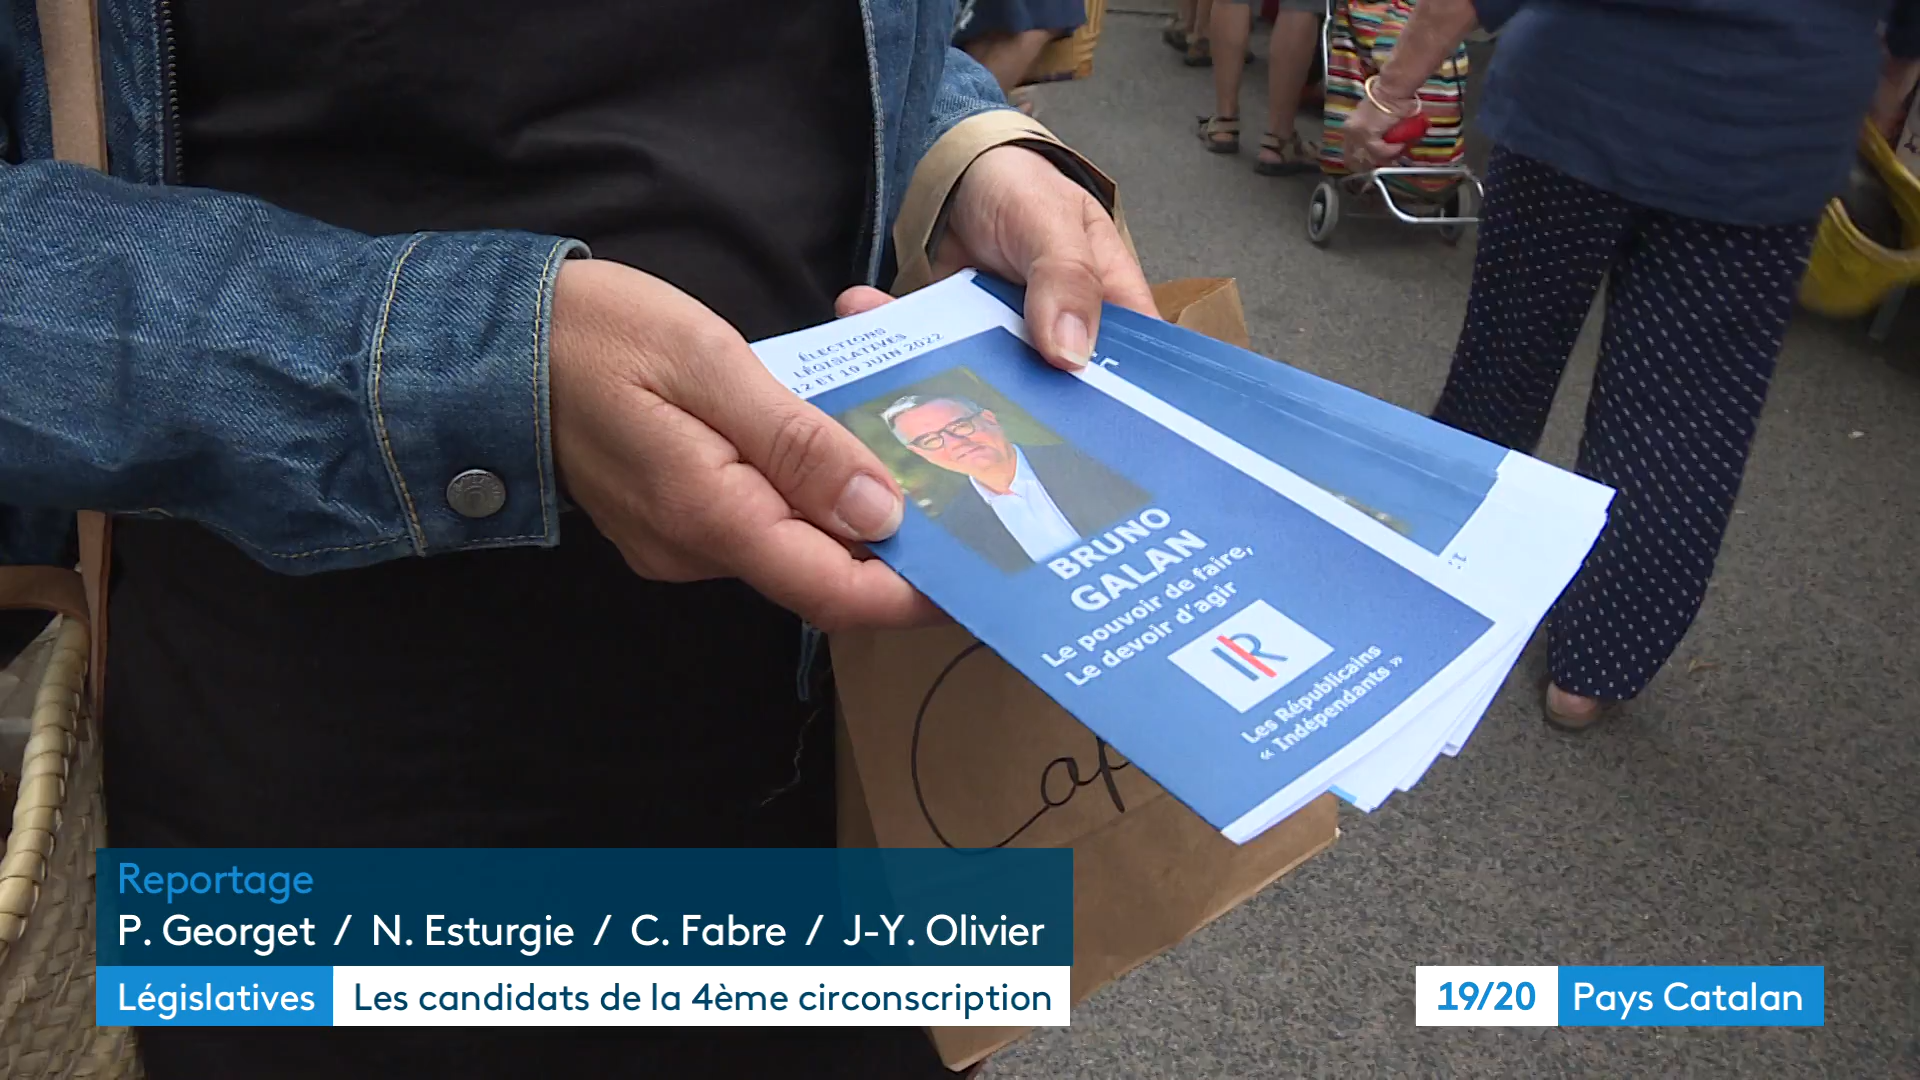 ÉLECTIONS
LÉGISLATIVES
12 ET 19 JUIN 2022
BRUNO
GALAN
Le pouvoir de faire,
Le devoir d'agir
LR
Les Républicains
« Indépendants »
Reportage
P. Georget / N. Esturgie / C. Fabre / J-Y. Olivier
Législatives Les candidats de la 4ème circonscription
19/20 Pays Catalan